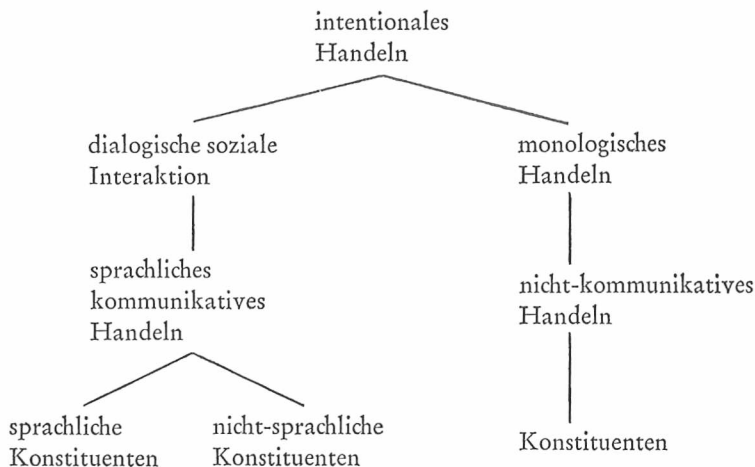 intentionales
Handeln
dialogische soziale
Interaktion
monologisches
Handeln
sprachliches
kommunikatives
Handeln
nicht-kommunikatives
Handeln
sprachliche
Konstituenten
nicht-sprachliche
Konstituenten
Konstituenten